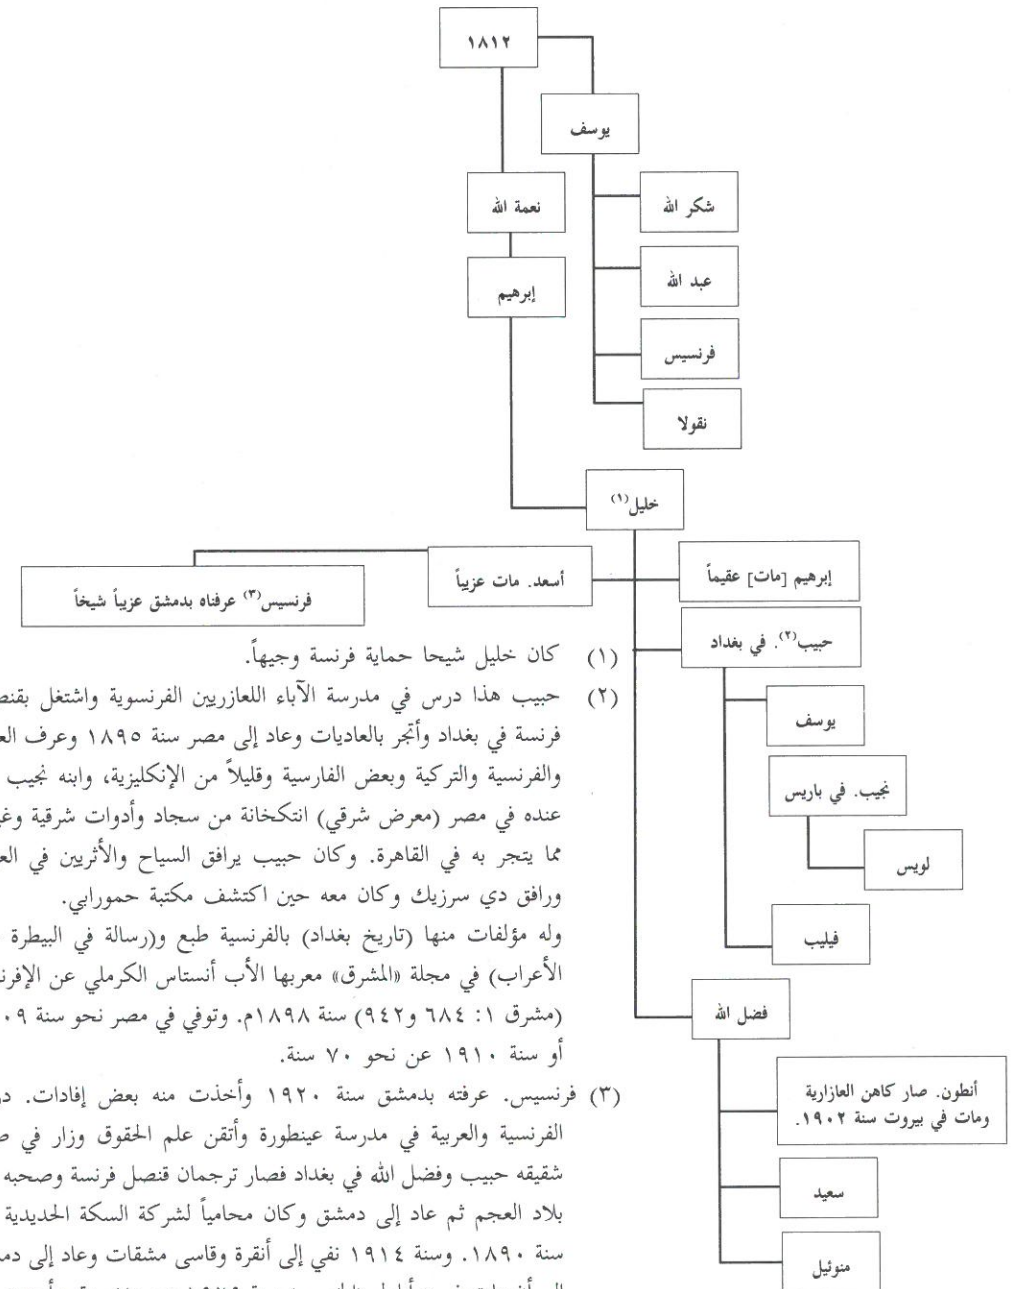 ١٨١٢
يوسف
شكر الله
نعمة الله
عبد الله
إبرهيم
فرنسيس
نقولا
خليل(١)
إبرهيم [مات] عقيماً
أسعد. مات عزيباً
فرنسيس(٣) عرفناه بدمشق عزيباً شيخاً
حبيب(٢). في بغداد
يوسف
نجيب. في باريس
لويس
فيليب
فضل الله
أنطون. صار كاهن العازارية
ومات في بيروت سنة ١٩٠٢.
سعيد
منوئيل
(١) كان خليل شيحا حماية فرنسة وجيهاً.
(٢) حبيب هذا درس في مدرسة الآباء اللعازريين الفرنسوية واشتغل
فرنسة في بغداد وأتجر بالعاديات وعاد إلى مصر سنة ١٨٩٥ وعرف
والفرنسية والتركية وبعض الفارسية وقليلاً من الإنكليزية، وابنه نجيب
عنده في مصر (معرض شرقي) انتكخانة من سجاد وأدوات شرقية
مما يتجر به في القاهرة. وكان حبيب يرافق السياح والأثريين في
ورافق دي سرزيك وكان معه حين اكتشف مكتبة حمورابي.
وله مؤلفات منها (تاريخ بغداد) بالفرنسية طبع و(رسالة في البيطرة
الأعراب) في مجلة «المشرق» معربها الأب أنستاس الكرملي عن
(مشرق ١: ٦٨٤ و٩٤٢) سنة ١٨٩٨م. وتوفي في مصر نحو سنة
أو سنة ١٩١٠ عن نحو ٧٠ سنة.
(٣) فرنسيس. عرفته بدمشق سنة ١٩٢٠ وأخذت منه بعض إفادات.
الفرنسية والعربية في مدرسة عينطورة وأتقن علم الحقوق وزار في
شقيقه حبيب وفضل الله في بغداد فصار ترجمان قنصل فرنسة وصحبه
بلاد العجم ثم عاد إلى دمشق وكان محامياً لشركة السكة الحديدية
سنة ١٨٩٠. وسنة ١٩١٤ نفي إلى أنقرة وقاسى مشقات وعاد إلى